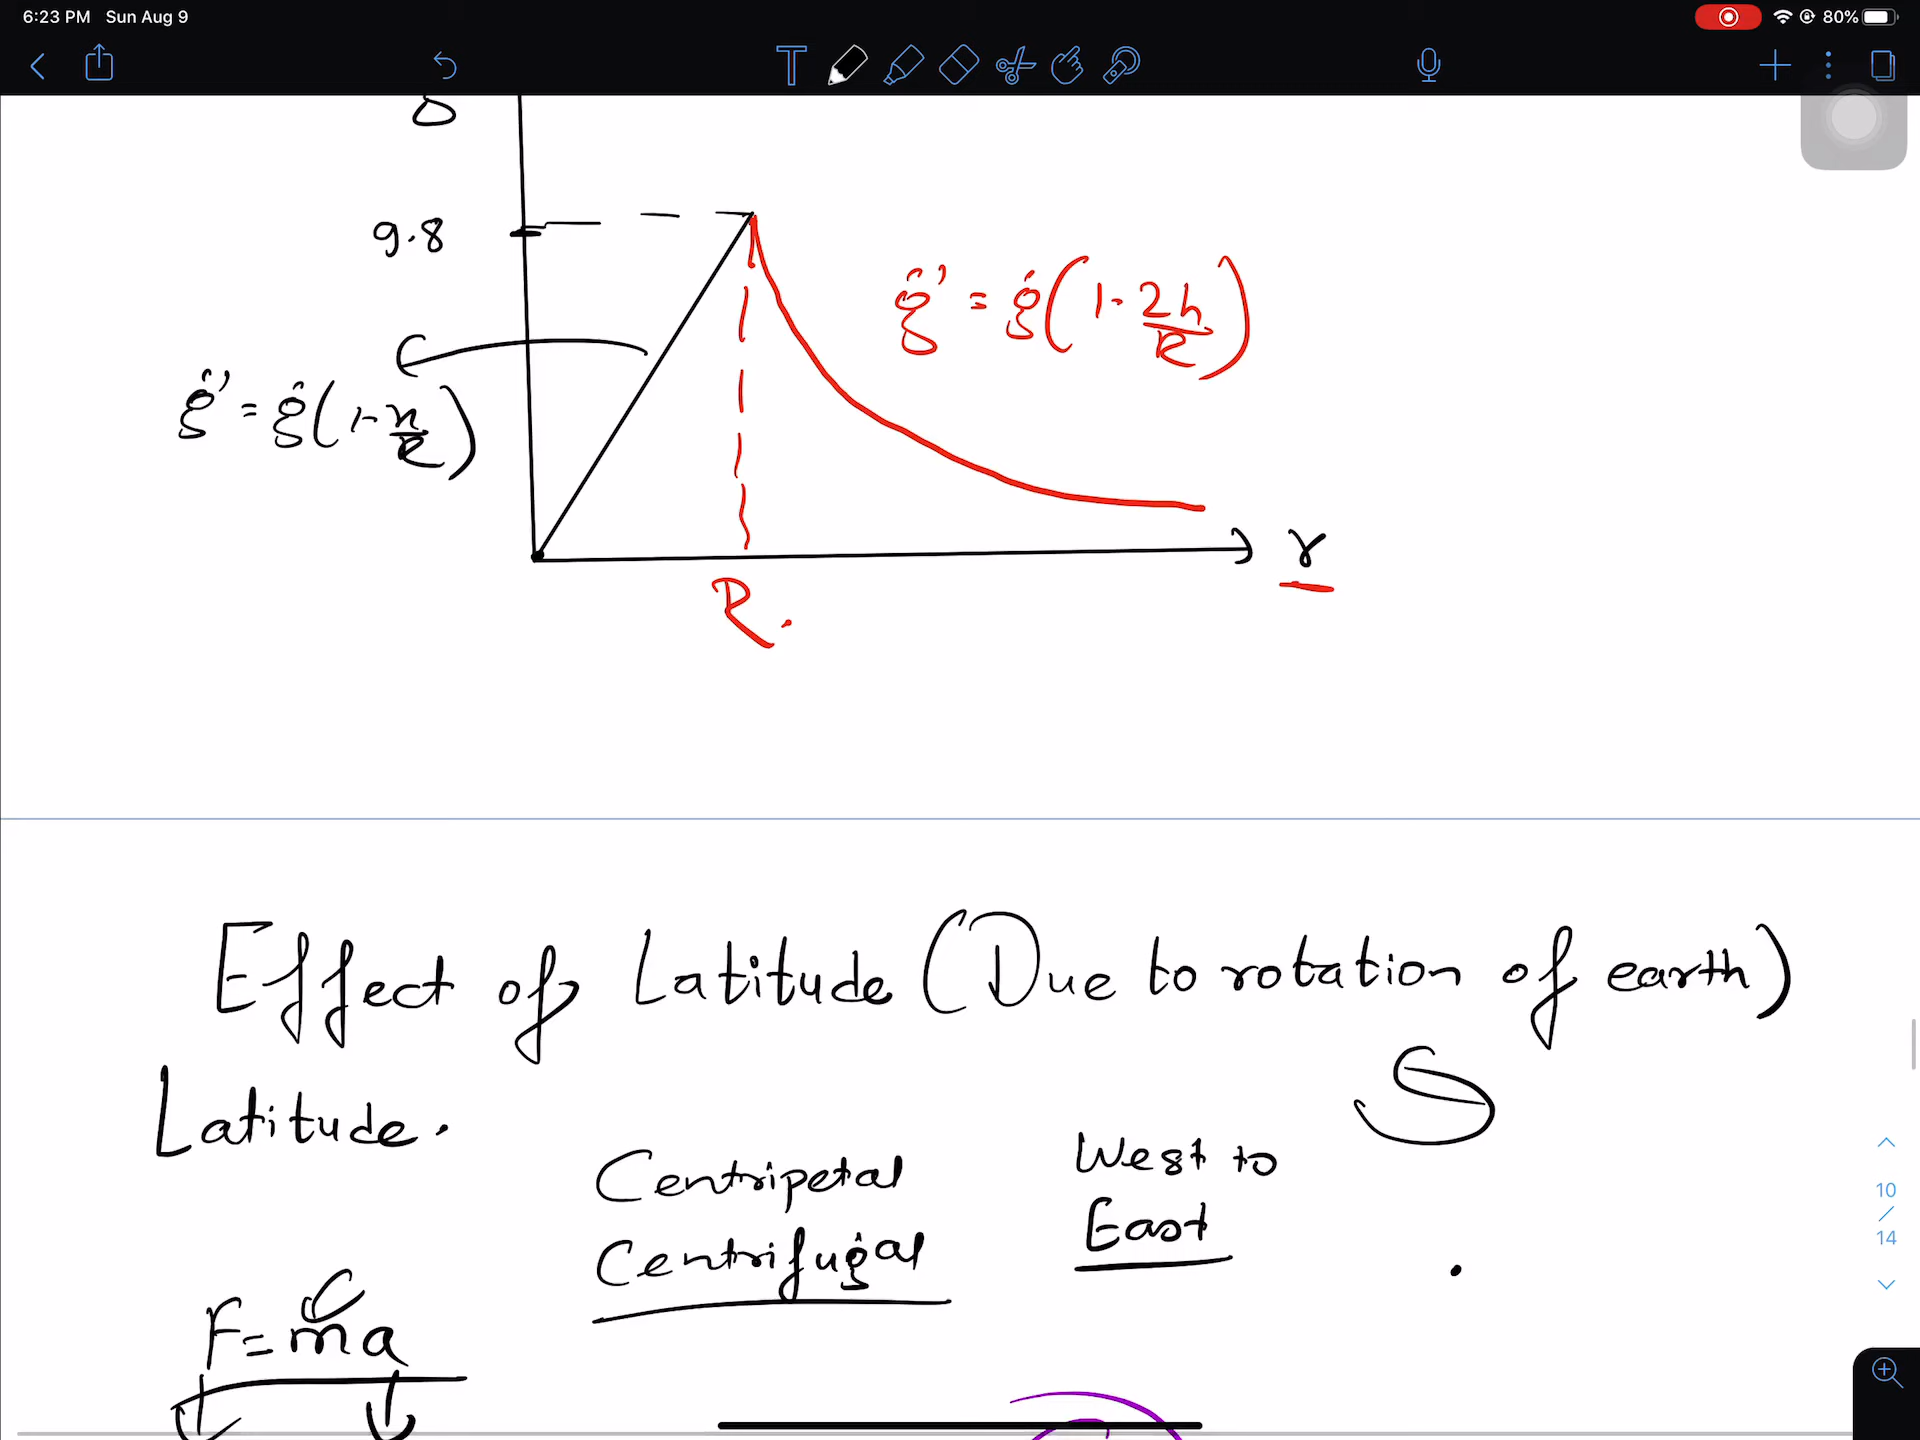 6:23 PM Sun Aug 9
80%
T
9.8
g' = g(1 - 2h/R)
g' = g(1 - x/R)
r
R.
Effect of Latitude (Due to rotation of earth)
Latitude.
Centripetal
Centrifugal
West to
East
F = ma
10
/
14